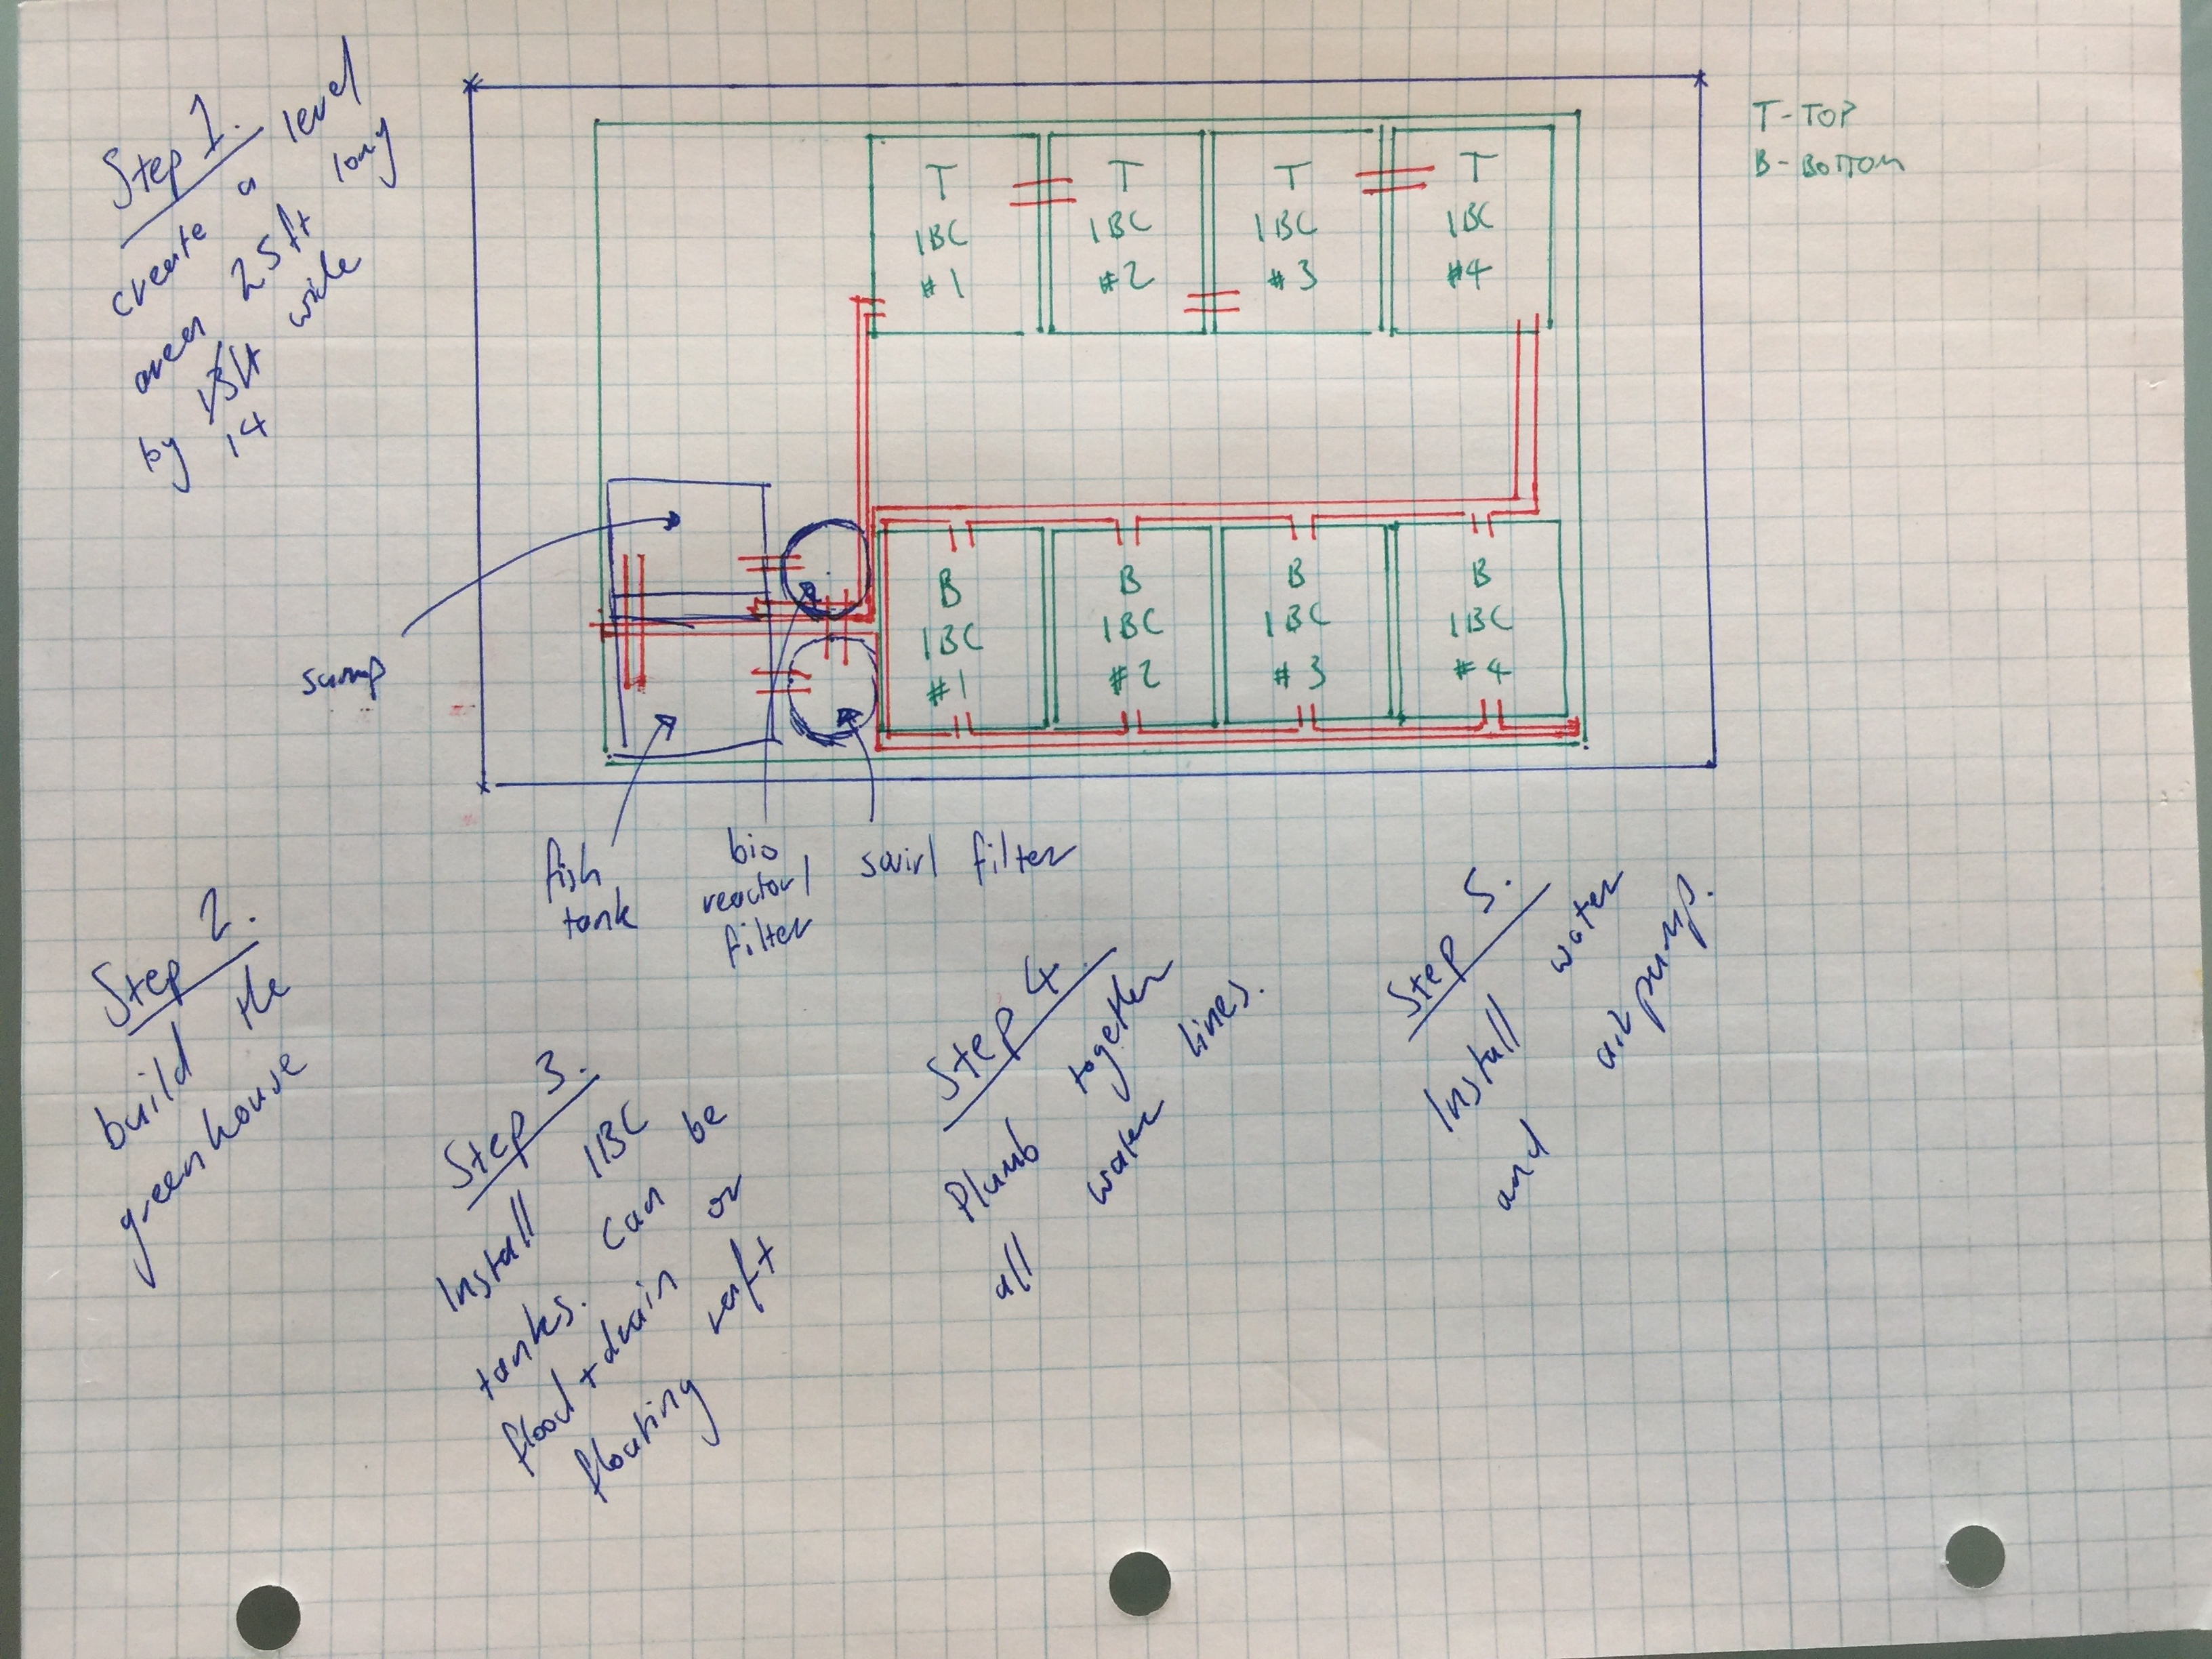 Step 1.
create a level
area 25ft long
by 13ft wide
14
T - TOP
B - BOTTOM
T
IBC
#1
T
IBC
#2
T
IBC
#3
T
IBC
#4
B
IBC
#1
B
IBC
#2
B
IBC
#3
B
IBC
#4
sump
fish
tank
bio
reactor/
filter
swirl filter
Step 2.
build the
greenhouse
Step 3.
Install IBC
tanks. Can be
flood + drain or
floating raft
Step 4.
Plumb together
all water lines.
Step 5.
Install water
and air pump.